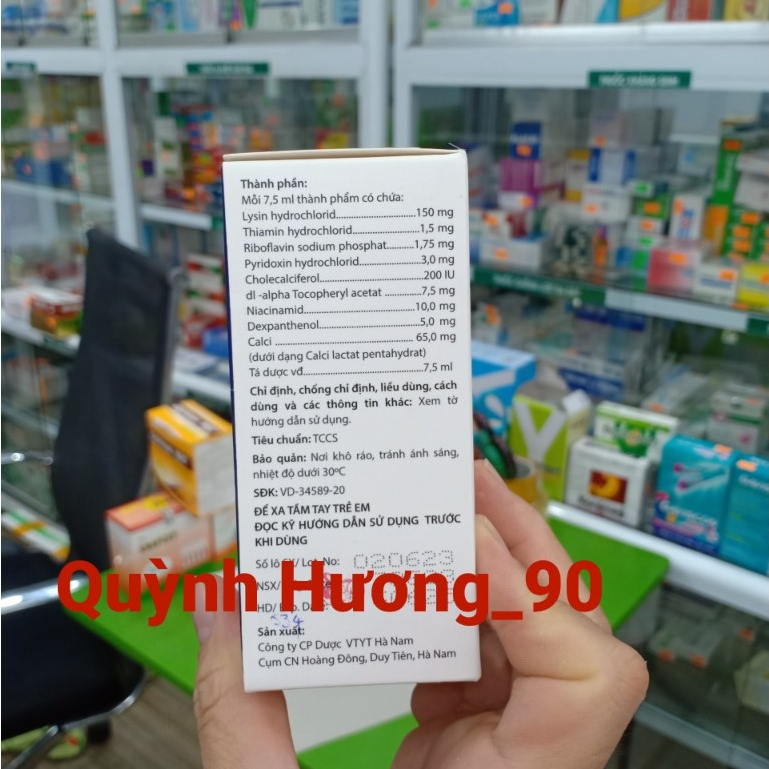 Thành phần:
Mỗi 7,5 ml thành phẩm có chứa:
Lysin hydrochlorid..............................150 mg
Thiamin hydrochlorid..........................1,5 mg
Riboflavin sodium phosphat..........1,75 mg
Pyridoxin hydrochlorid.......................3,0 mg
Cholecalciferol.......................................200 IU
dl -alpha Tocopheryl acetat ..............7,5 mg
Niacinamid...........................................10,0 mg
Dexpanthenol........................................5,0 mg
Calci ..................................................... 65,0 mg
(dưới dạng Calci lactat pentahydrat)
Tá dược vđ.............................................7,5 ml
Chỉ định, chống chỉ định, liều dùng, cách
dùng và các thông tin khác: Xem tờ
hướng dẫn sử dụng.
Tiêu chuẩn: TCCS
Bảo quản: Nơi khô ráo, tránh ánh sáng,
nhiệt độ dưới 30ºC
SĐK: VD-34589-20
ĐỂ XA TẦM TAY TRẺ EM
ĐỌC KỸ HƯỚNG DẪN SỬ DỤNG TRƯỚC
KHI DÙNG
Số lô No: 020623
NSX/
HD/
Quỳnh Hương_90
Sản xuất:
Công ty CP Dược VTYT Hà Nam
Cụm CN Hoàng Đông, Duy Tiên, Hà Nam